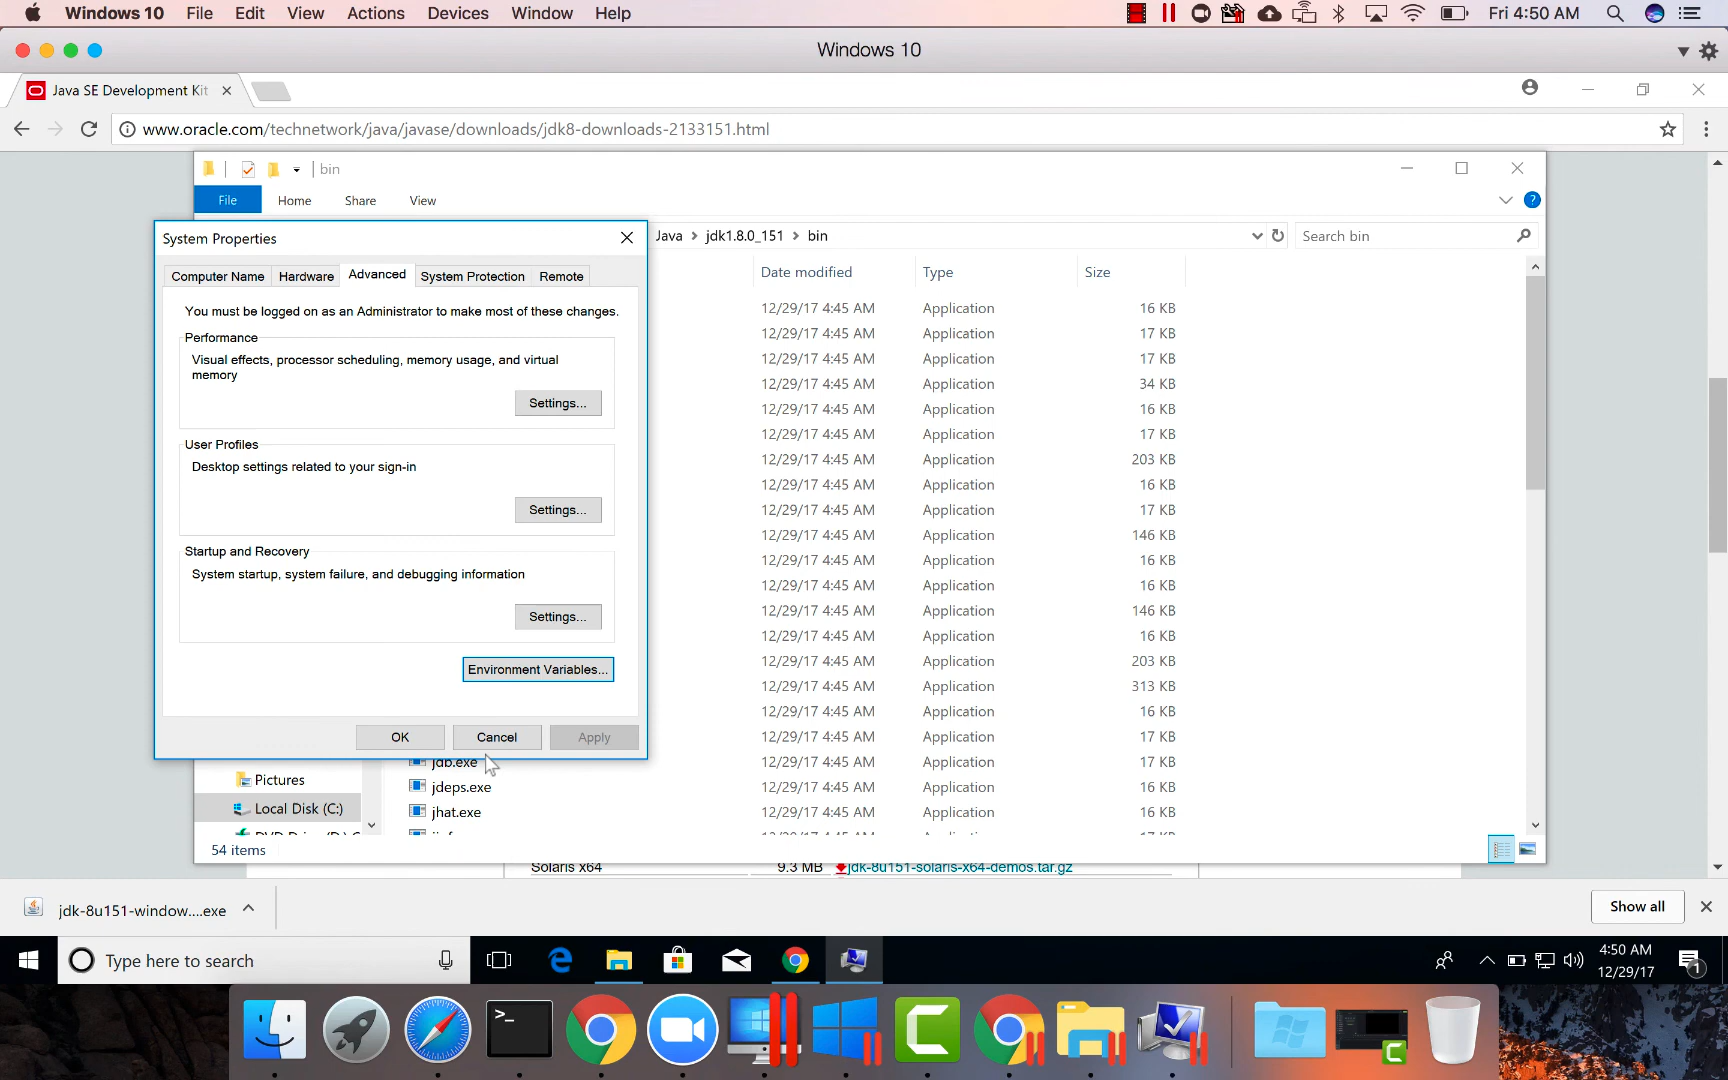 Windows 10 File Edit View Actions Devices Window Help Fri 4:50 AM
Windows 10
Java SE Development Kit
www.oracle.com/technetwork/java/javase/downloads/jdk8-downloads-2133151.html
bin
File Home Share View
System Properties
Java > jdk1.8.0_151 > bin
Search bin
Computer Name Hardware Advanced System Protection Remote
You must be logged on as an Administrator to make most of these changes.
Performance
Visual effects, processor scheduling, memory usage, and virtual
memory
Settings...
User Profiles
Desktop settings related to your sign-in
Settings...
Startup and Recovery
System startup, system failure, and debugging information
Settings...
Environment Variables...
OK Cancel Apply
Date modified Type Size
12/29/17 4:45 AM Application 16 KB
12/29/17 4:45 AM Application 17 KB
12/29/17 4:45 AM Application 17 KB
12/29/17 4:45 AM Application 34 KB
12/29/17 4:45 AM Application 16 KB
12/29/17 4:45 AM Application 17 KB
12/29/17 4:45 AM Application 203 KB
12/29/17 4:45 AM Application 16 KB
12/29/17 4:45 AM Application 17 KB
12/29/17 4:45 AM Application 146 KB
12/29/17 4:45 AM Application 16 KB
12/29/17 4:45 AM Application 16 KB
12/29/17 4:45 AM Application 146 KB
12/29/17 4:45 AM Application 16 KB
12/29/17 4:45 AM Application 203 KB
12/29/17 4:45 AM Application 313 KB
12/29/17 4:45 AM Application 16 KB
12/29/17 4:45 AM Application 17 KB
jdb.exe 12/29/17 4:45 AM Application 17 KB
Pictures
jdeps.exe 12/29/17 4:45 AM Application 16 KB
Local Disk (C:)
jhat.exe 12/29/17 4:45 AM Application 16 KB
54 items
Solaris x64 9.3 MB jdk-8u151-solaris-x64-demos.tar.gz
jdk-8u151-window....exe
Show all
Type here to search
4:50 AM
12/29/17
1